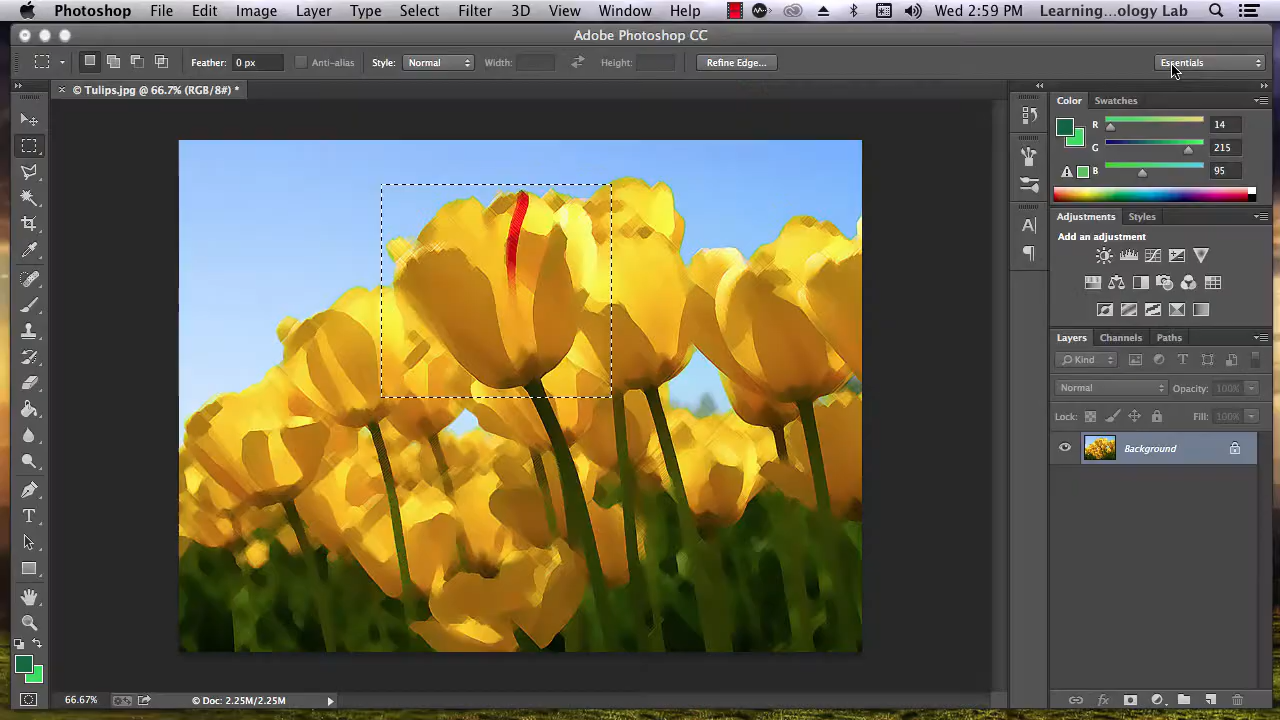 Photoshop File Edit Image Layer Type Select Filter 3D View Window Help Wed 2:59 PM Learning...ology Lab
Adobe Photoshop CC
Feather: 0 px Anti-alias Style: Normal Width: Height: Refine Edge... Essentials
× © Tulips.jpg @ 66.7% (RGB/8#) *
Color Swatches
R 14
G 215
B 95
Adjustments Styles
Add an adjustment
Layers Channels Paths
Kind
Normal Opacity: 100%
Lock: Fill: 100%
Background
66.67% © Doc: 2.25M/2.25M